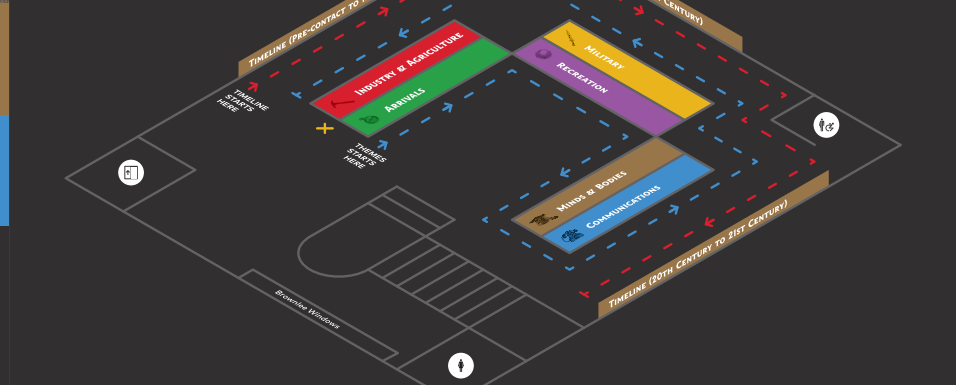 Timeline (Pre-contact to
Century)
Timeline
starts
here
Industry & Agriculture
Arrivals
Themes
starts
here
Military
Recreation
Minds & Bodies
Communications
Timeline (20th Century to 21st Century)
Brownlee Windows